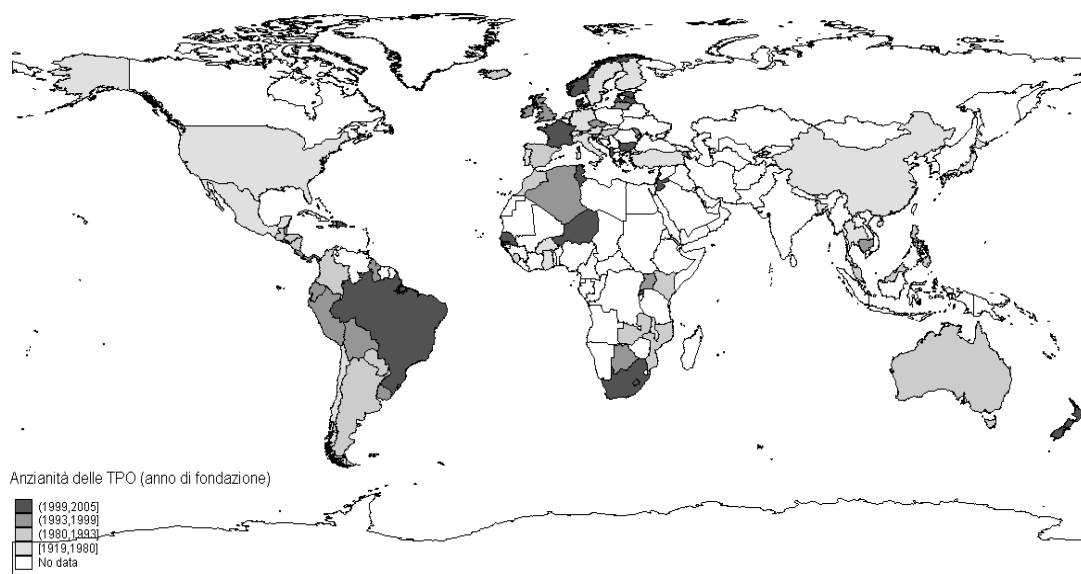 Anzianità delle TPO (anno di fondazione)
(1999,2005]
(1993,1999]
(1980,1993]
[1919,1980]
No data